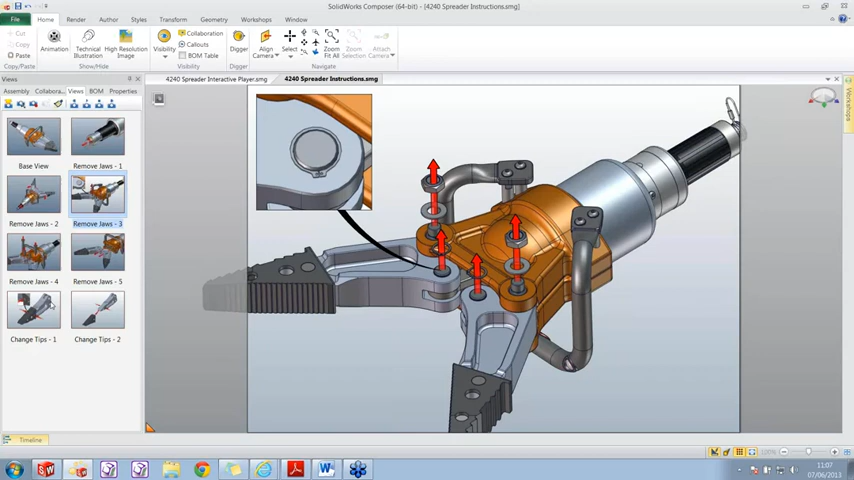 SolidWorks Composer (64-bit) - [4240 Spreader Instructions.smg]
File Home Render Author Styles Transform Geometry Workshops Window
Cut
Copy
Paste
Copy/Paste
Animation
Technical Illustration
High Resolution Image
Show/Hide
Visibility
Collaboration
Callouts
BOM Table
Visibility
Digger
Digger
Align Camera
Select
Zoom Fit All
Zoom Selection
Attach Camera
Navigate
Views
Assembly Collabora... Views BOM Properties
4240 Spreader Interactive Player.smg 4240 Spreader Instructions.smg
Workshops
Base View Remove Jaws - 1
Remove Jaws - 2 Remove Jaws - 3
Remove Jaws - 4 Remove Jaws - 5
Change Tips - 1 Change Tips - 2
Timeline
100%
11:07
07/06/2013